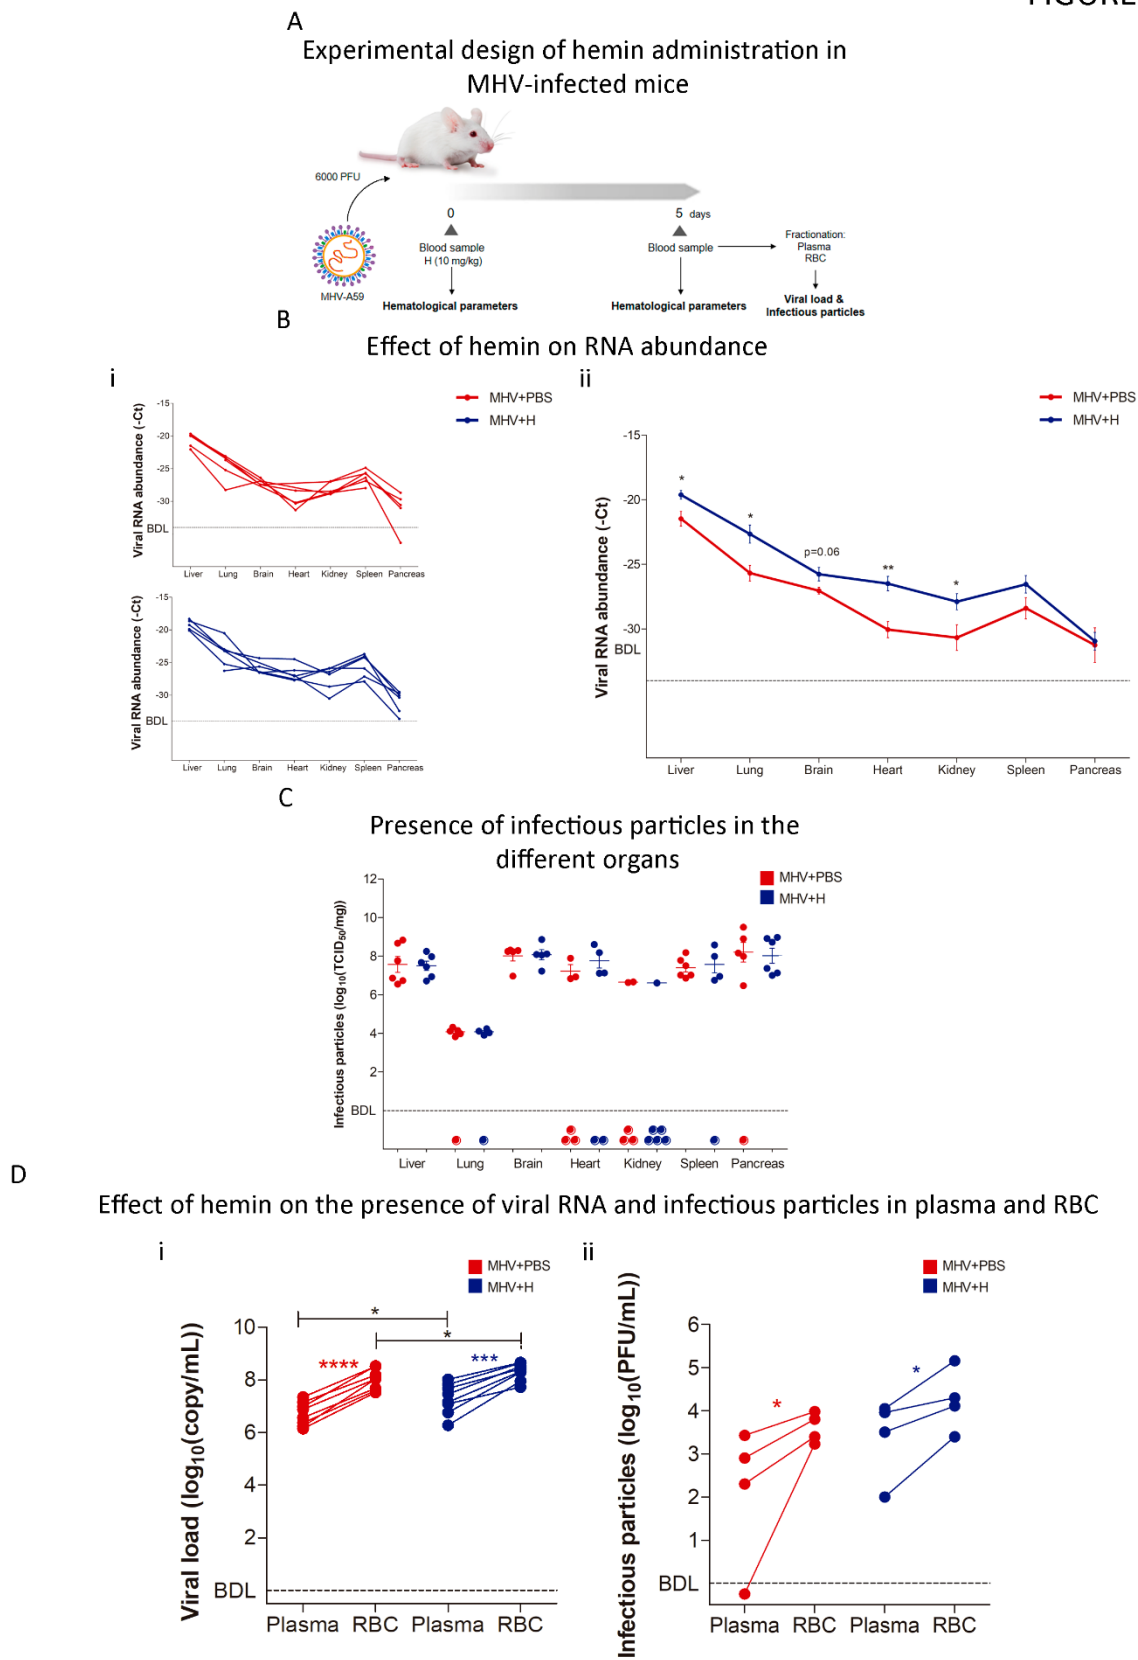 FIGURE
A
Experimental design of hemin administration in
MHV-infected mice
6000 PFU
MHV-A59
0
5 days
Blood sample
H (10 mg/kg)
Blood sample
Fractionation:
Plasma
RBC
Hematological parameters
Hematological parameters
Viral load &
Infectious particles
B
Effect of hemin on RNA abundance
i
MHV+PBS
MHV+H
Viral RNA abundance (-Ct)
-15
-20
-25
-30
BDL
Liver Lung Brain Heart Kidney Spleen Pancreas
Viral RNA abundance (-Ct)
-15
-20
-25
-30
BDL
Liver Lung Brain Heart Kidney Spleen Pancreas
ii
MHV+PBS
MHV+H
Viral RNA abundance (-Ct)
-15
-20
-25
-30
BDL
* * p=0.06 ** *
Liver Lung Brain Heart Kidney Spleen Pancreas
C
Presence of infectious particles in the
different organs
MHV+PBS
MHV+H
Infectious particles (log10(TCID50/mg))
12
10
8
6
4
2
BDL
Liver Lung Brain Heart Kidney Spleen Pancreas
D
Effect of hemin on the presence of viral RNA and infectious particles in plasma and RBC
i
MHV+PBS
MHV+H
Viral load (log10(copy/mL))
10
8
6
4
2
BDL
*
*
**** ***
Plasma RBC Plasma RBC
ii
MHV+PBS
MHV+H
Infectious particles (log10(PFU/mL))
6
5
4
3
2
1
BDL
* *
Plasma RBC Plasma RBC